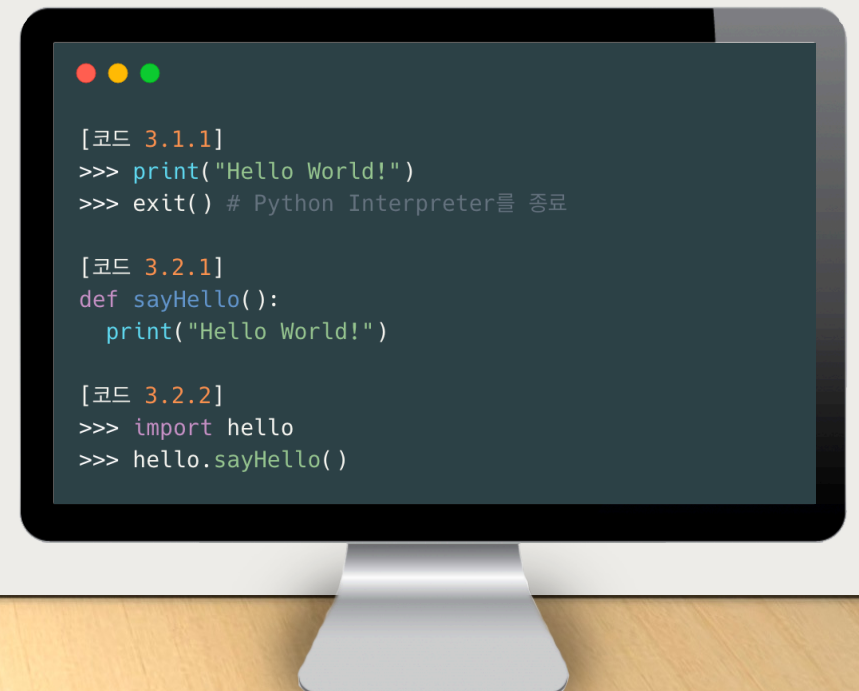 [코드 3.1.1]
>>> print("Hello World!")
>>> exit() # Python Interpreter를 종료
[코드 3.2.1]
def sayHello():
  print("Hello World!")
[코드 3.2.2]
>>> import hello
>>> hello.sayHello()